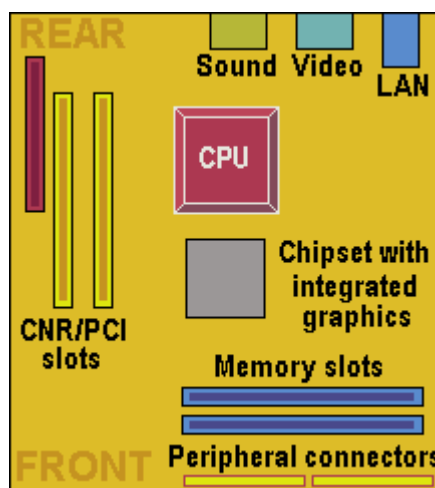 REAR
Sound Video
LAN
CPU
Chipset with
integrated
graphics
CNR/PCI
slots
Memory slots
Peripheral connectors
FRONT